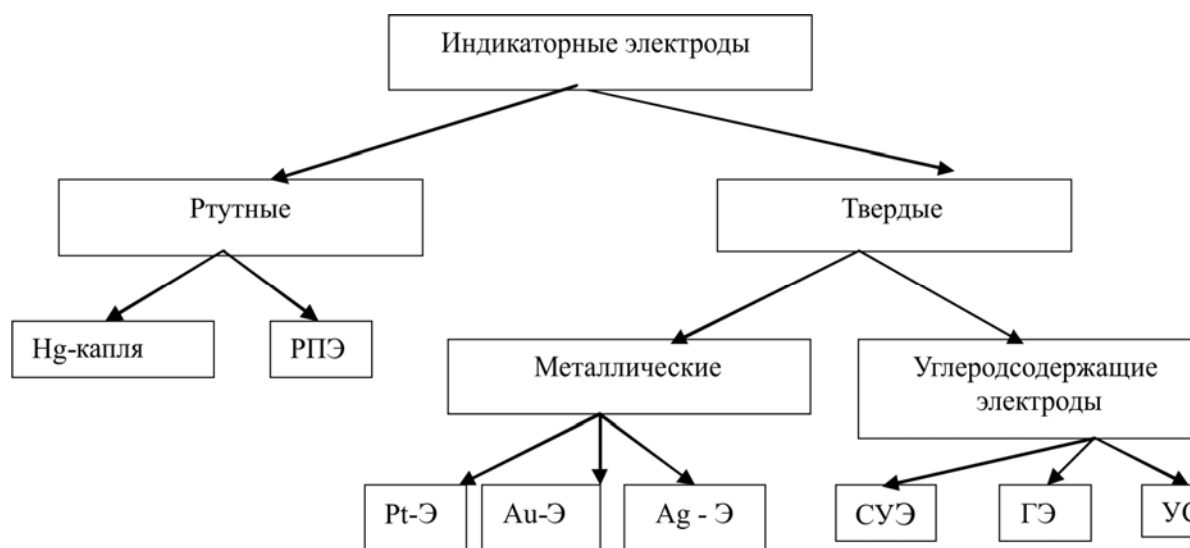 Индикаторные электроды
Ртутные
Твердые
Hg-капля
РПЭ
Металлические
Углеродсодержащие
электроды
Pt-Э
Au-Э
Ag - Э
СУЭ
ГЭ